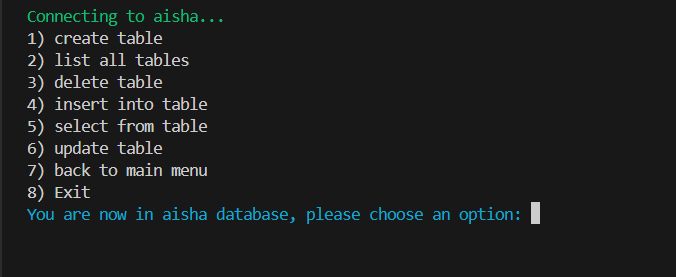 Connecting to aisha...
1) create table
2) list all tables
3) delete table
4) insert into table
5) select from table
6) update table
7) back to main menu
8) Exit
You are now in aisha database, please choose an option: